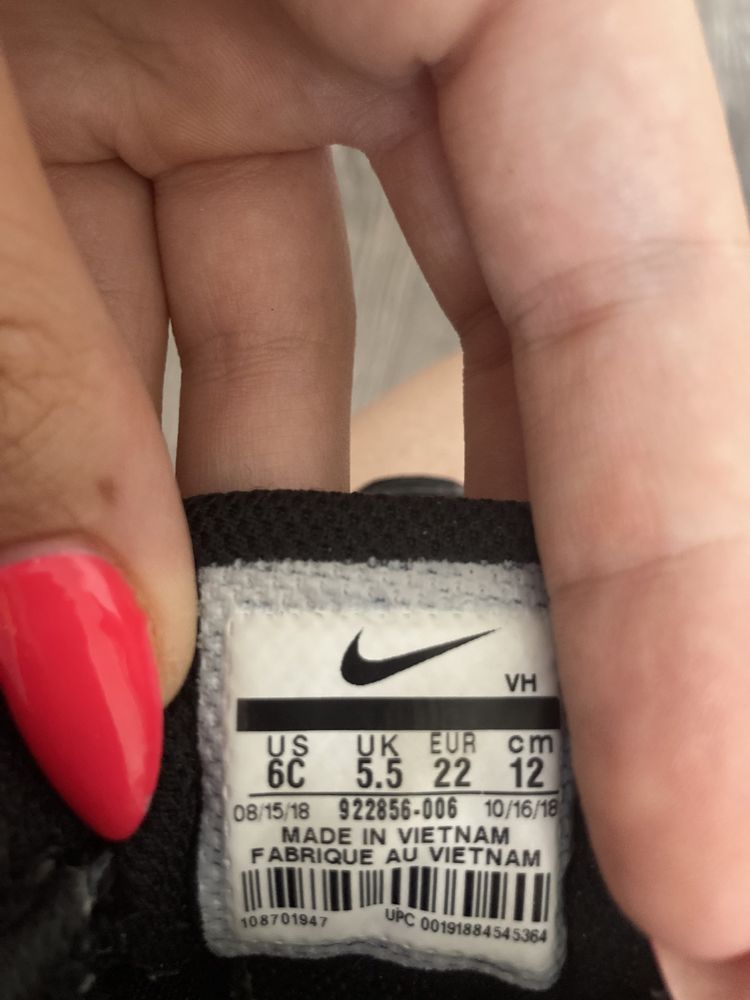 VH
US UK EUR cm
6C 5.5 22 12
08/15/18 922856-006 10/16/18
MADE IN VIETNAM
FABRIQUE AU VIETNAM
108701947 UPC 00191884545364